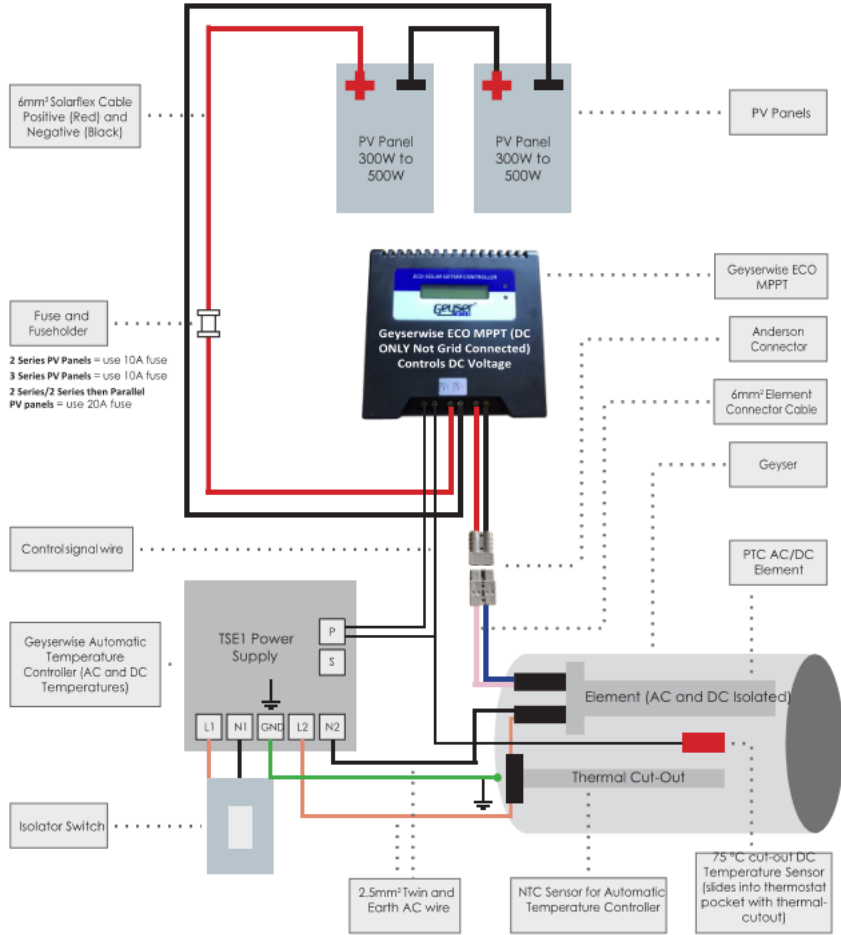 6mm² Solarflex Cable
Positive (Red) and
Negative (Black)
PV Panel
300W to
500W
PV Panel
300W to
500W
PV Panels
ECO-SOLAR GEYSER CONTROLLER
Geyser
Geyserwise ECO MPPT (DC
ONLY Not Grid Connected)
Controls DC Voltage
Geyserwise ECO
MPPT
Fuse and
Fuseholder
2 Series PV Panels = use 10A fuse
3 Series PV Panels = use 10A fuse
2 Series/2 Series then Parallel
PV panels = use 20A fuse
Anderson
Connector
6mm² Element
Connector Cable
Geyser
Control signal wire
PTC AC/DC
Element
Geyserwise Automatic
Temperature
Controller (AC and DC
Temperatures)
TSE1 Power
Supply
P
S
L1 N1 GND L2 N2
Element (AC and DC Isolated)
Thermal Cut-Out
Isolator Switch
2.5mm² Twin and
Earth AC wire
NTC Sensor for Automatic
Temperature Controller
75 ºC cut-out DC
Temperature Sensor
(slides into thermostat
pocket with thermal-
cutout)